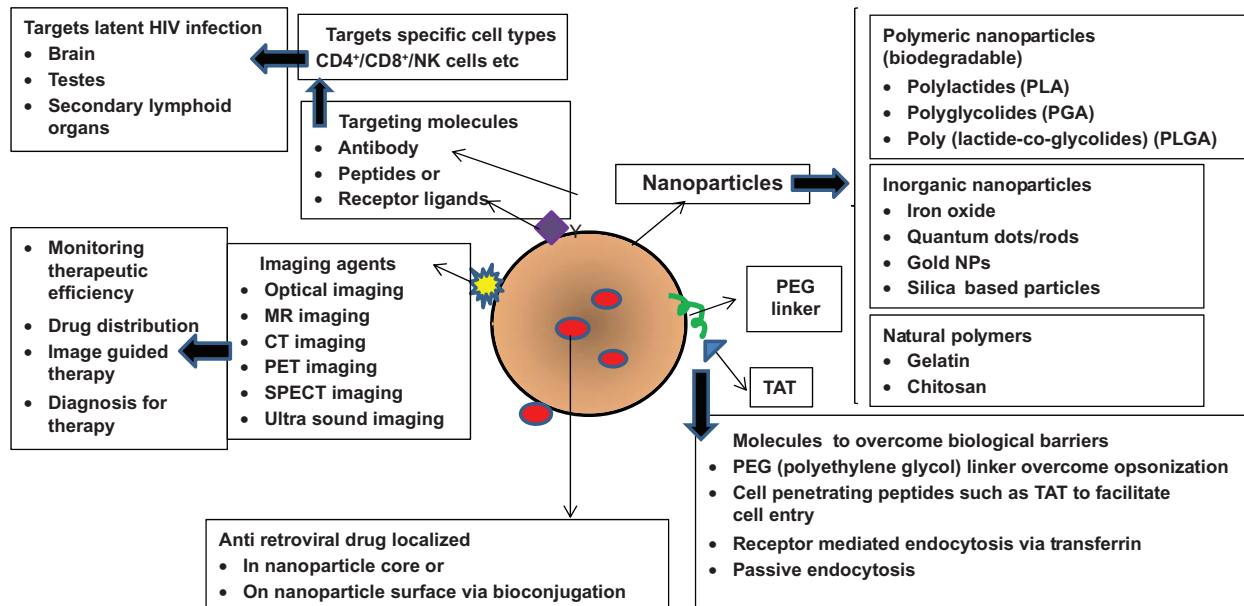 Targets latent HIV infection
• Brain
• Testes
• Secondary lymphoid
organs
Targets specific cell types
CD4⁺/CD8⁺/NK cells etc
Targeting molecules
• Antibody
• Peptides or
• Receptor ligands
Nanoparticles
Polymeric nanoparticles
(biodegradable)
• Polylactides (PLA)
• Polyglycolides (PGA)
• Poly (lactide-co-glycolides) (PLGA)
Inorganic nanoparticles
• Iron oxide
• Quantum dots/rods
• Gold NPs
• Silica based particles
Natural polymers
• Gelatin
• Chitosan
• Monitoring
therapeutic
efficiency
• Drug distribution
• Image guided
therapy
• Diagnosis for
therapy
Imaging agents
• Optical imaging
• MR imaging
• CT imaging
• PET imaging
• SPECT imaging
• Ultra sound imaging
Y
PEG
linker
TAT
Molecules to overcome biological barriers
• PEG (polyethylene glycol) linker overcome opsonization
• Cell penetrating peptides such as TAT to facilitate
cell entry
• Receptor mediated endocytosis via transferrin
• Passive endocytosis
Anti retroviral drug localized
• In nanoparticle core or
• On nanoparticle surface via bioconjugation